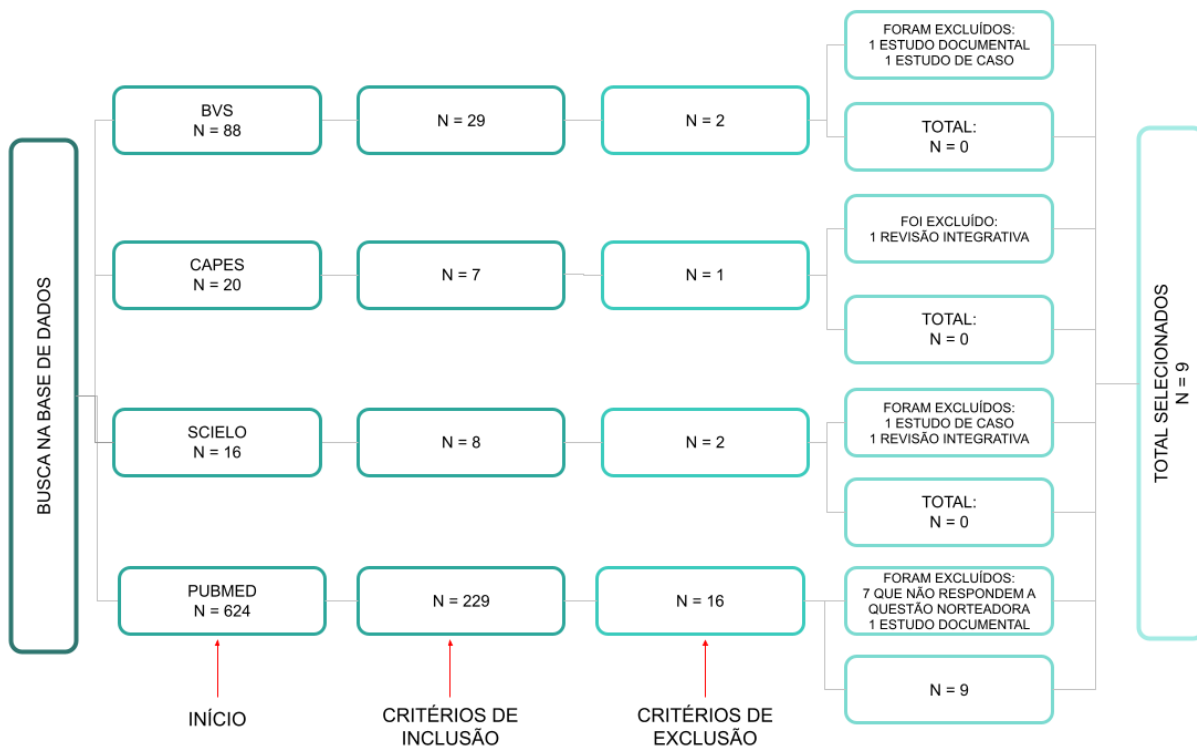 BUSCA NA BASE DE DADOS
BVS
N = 88
N = 29
N = 2
FORAM EXCLUÍDOS:
1 ESTUDO DOCUMENTAL
1 ESTUDO DE CASO
TOTAL:
N = 0
CAPES
N = 20
N = 7
N = 1
FOI EXCLUÍDO:
1 REVISÃO INTEGRATIVA
TOTAL:
N = 0
SCIELO
N = 16
N = 8
N = 2
FORAM EXCLUÍDOS:
1 ESTUDO DE CASO
1 REVISÃO INTEGRATIVA
TOTAL:
N = 0
PUBMED
N = 624
N = 229
N = 16
FORAM EXCLUÍDOS:
7 QUE NÃO RESPONDEM A
QUESTÃO NORTEADORA
1 ESTUDO DOCUMENTAL
N = 9
TOTAL SELECIONADOS
N = 9
INÍCIO
CRITÉRIOS DE
INCLUSÃO
CRITÉRIOS DE
EXCLUSÃO